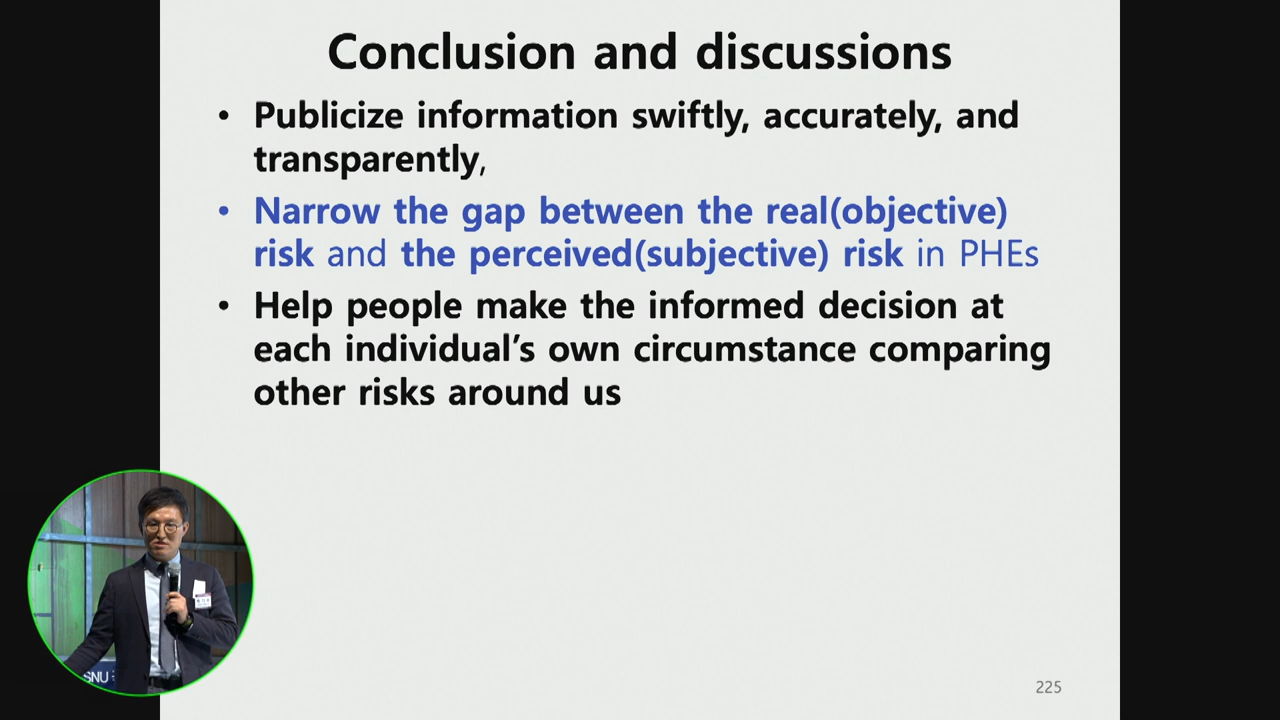 Conclusion and discussions
• Publicize information swiftly, accurately, and
transparently,
• Narrow the gap between the real(objective)
risk and the perceived(subjective) risk in PHEs
• Help people make the informed decision at
each individual’s own circumstance comparing
other risks around us
SNU
225